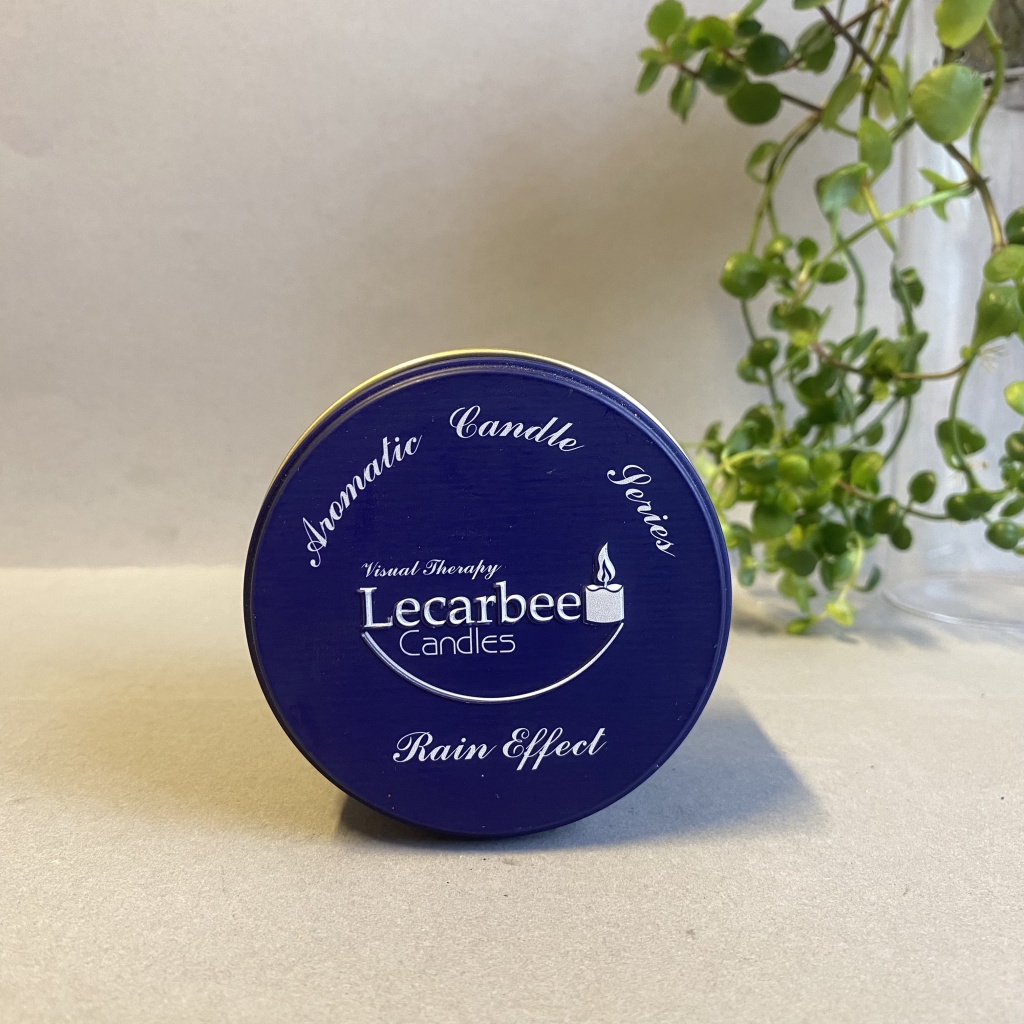 Aromatic Candle Series
Visual Therapy
Lecarbee
Candles
Rain Effect